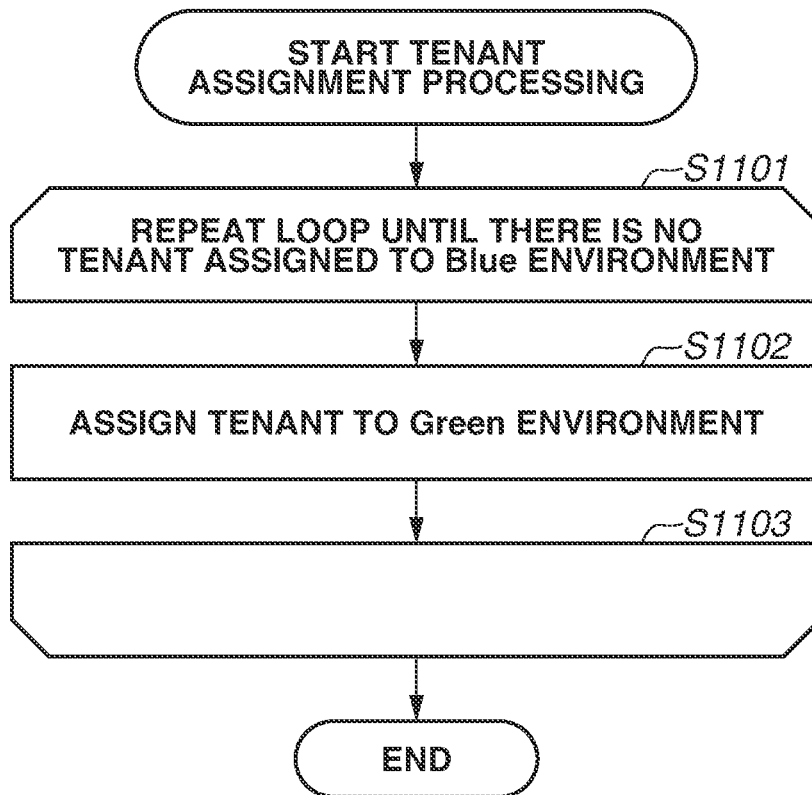 START TENANT
ASSIGNMENT PROCESSING
S1101
REPEAT LOOP UNTIL THERE IS NO
TENANT ASSIGNED TO Blue ENVIRONMENT
S1102
ASSIGN TENANT TO Green ENVIRONMENT
S1103
END